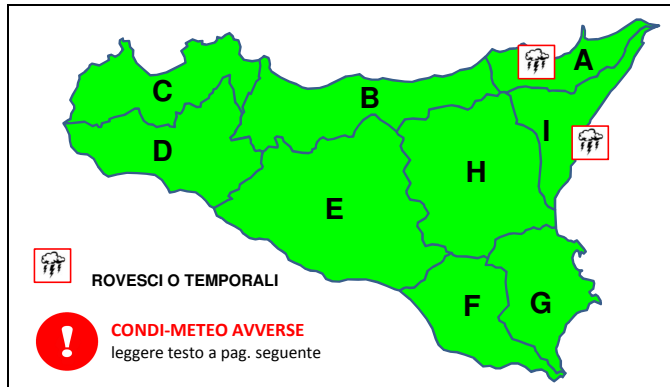 A
C
B
I
D
H
E
ROVESCI O TEMPORALI
F
G
! CONDI-METEO AVVERSE
leggere testo a pag. seguente